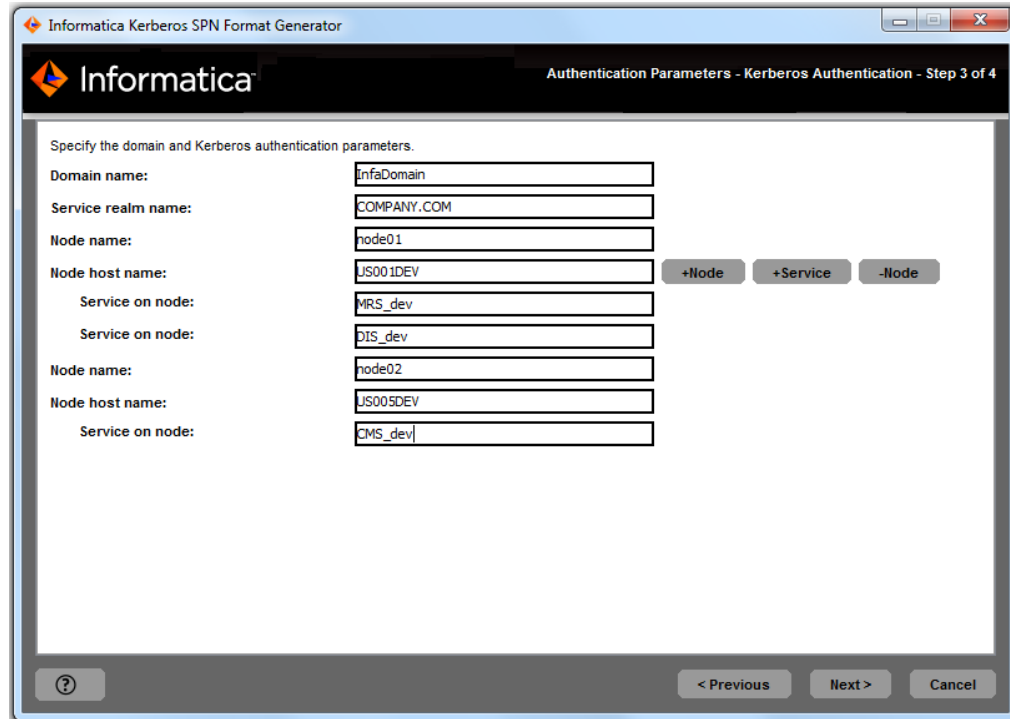 Informatica Kerberos SPN Format Generator
Informatica
Authentication Parameters - Kerberos Authentication - Step 3 of 4
Specify the domain and Kerberos authentication parameters.
Domain name: InfaDomain
Service realm name: COMPANY.COM
Node name: node01
Node host name: US001DEV +Node +Service -Node
Service on node: MRS_dev
Service on node: DIS_dev
Node name: node02
Node host name: US005DEV
Service on node: CMS_dev
? < Previous Next > Cancel